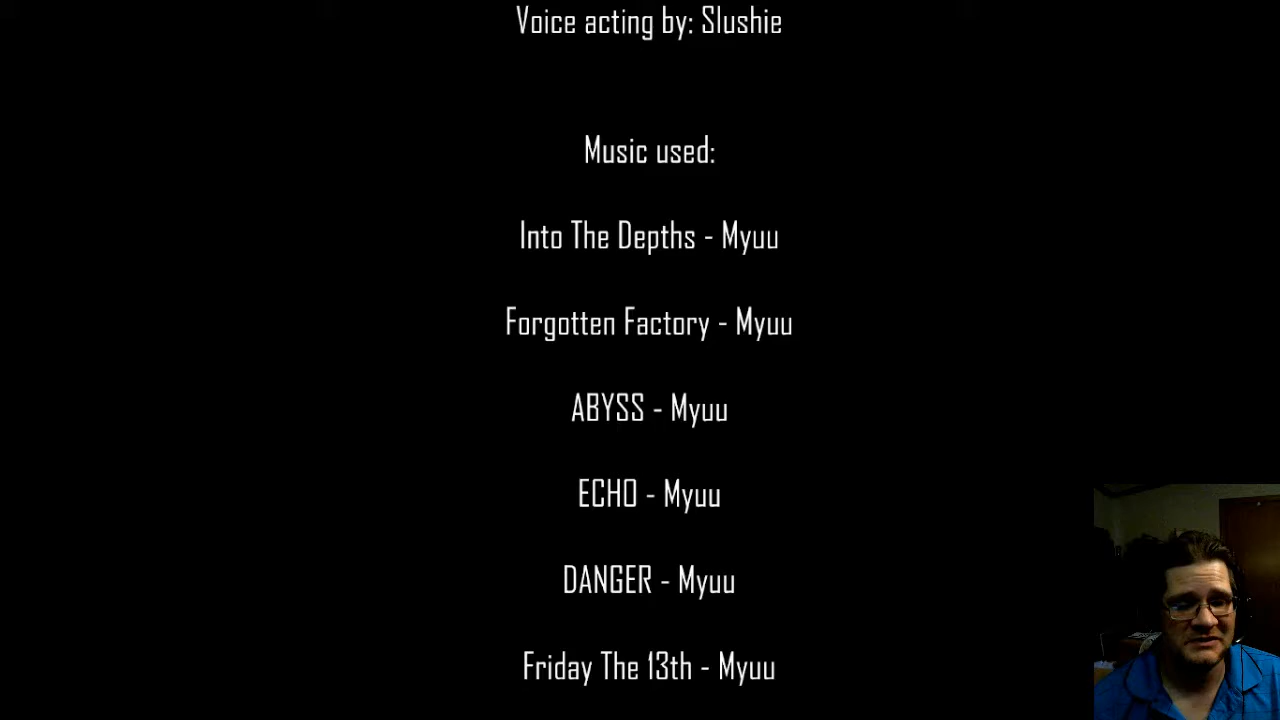 Voice acting by: Slushie
Music used:
Into The Depths - Myuu
Forgotten Factory - Myuu
ABYSS - Myuu
ECHO - Myuu
DANGER - Myuu
Friday The 13th - Myuu